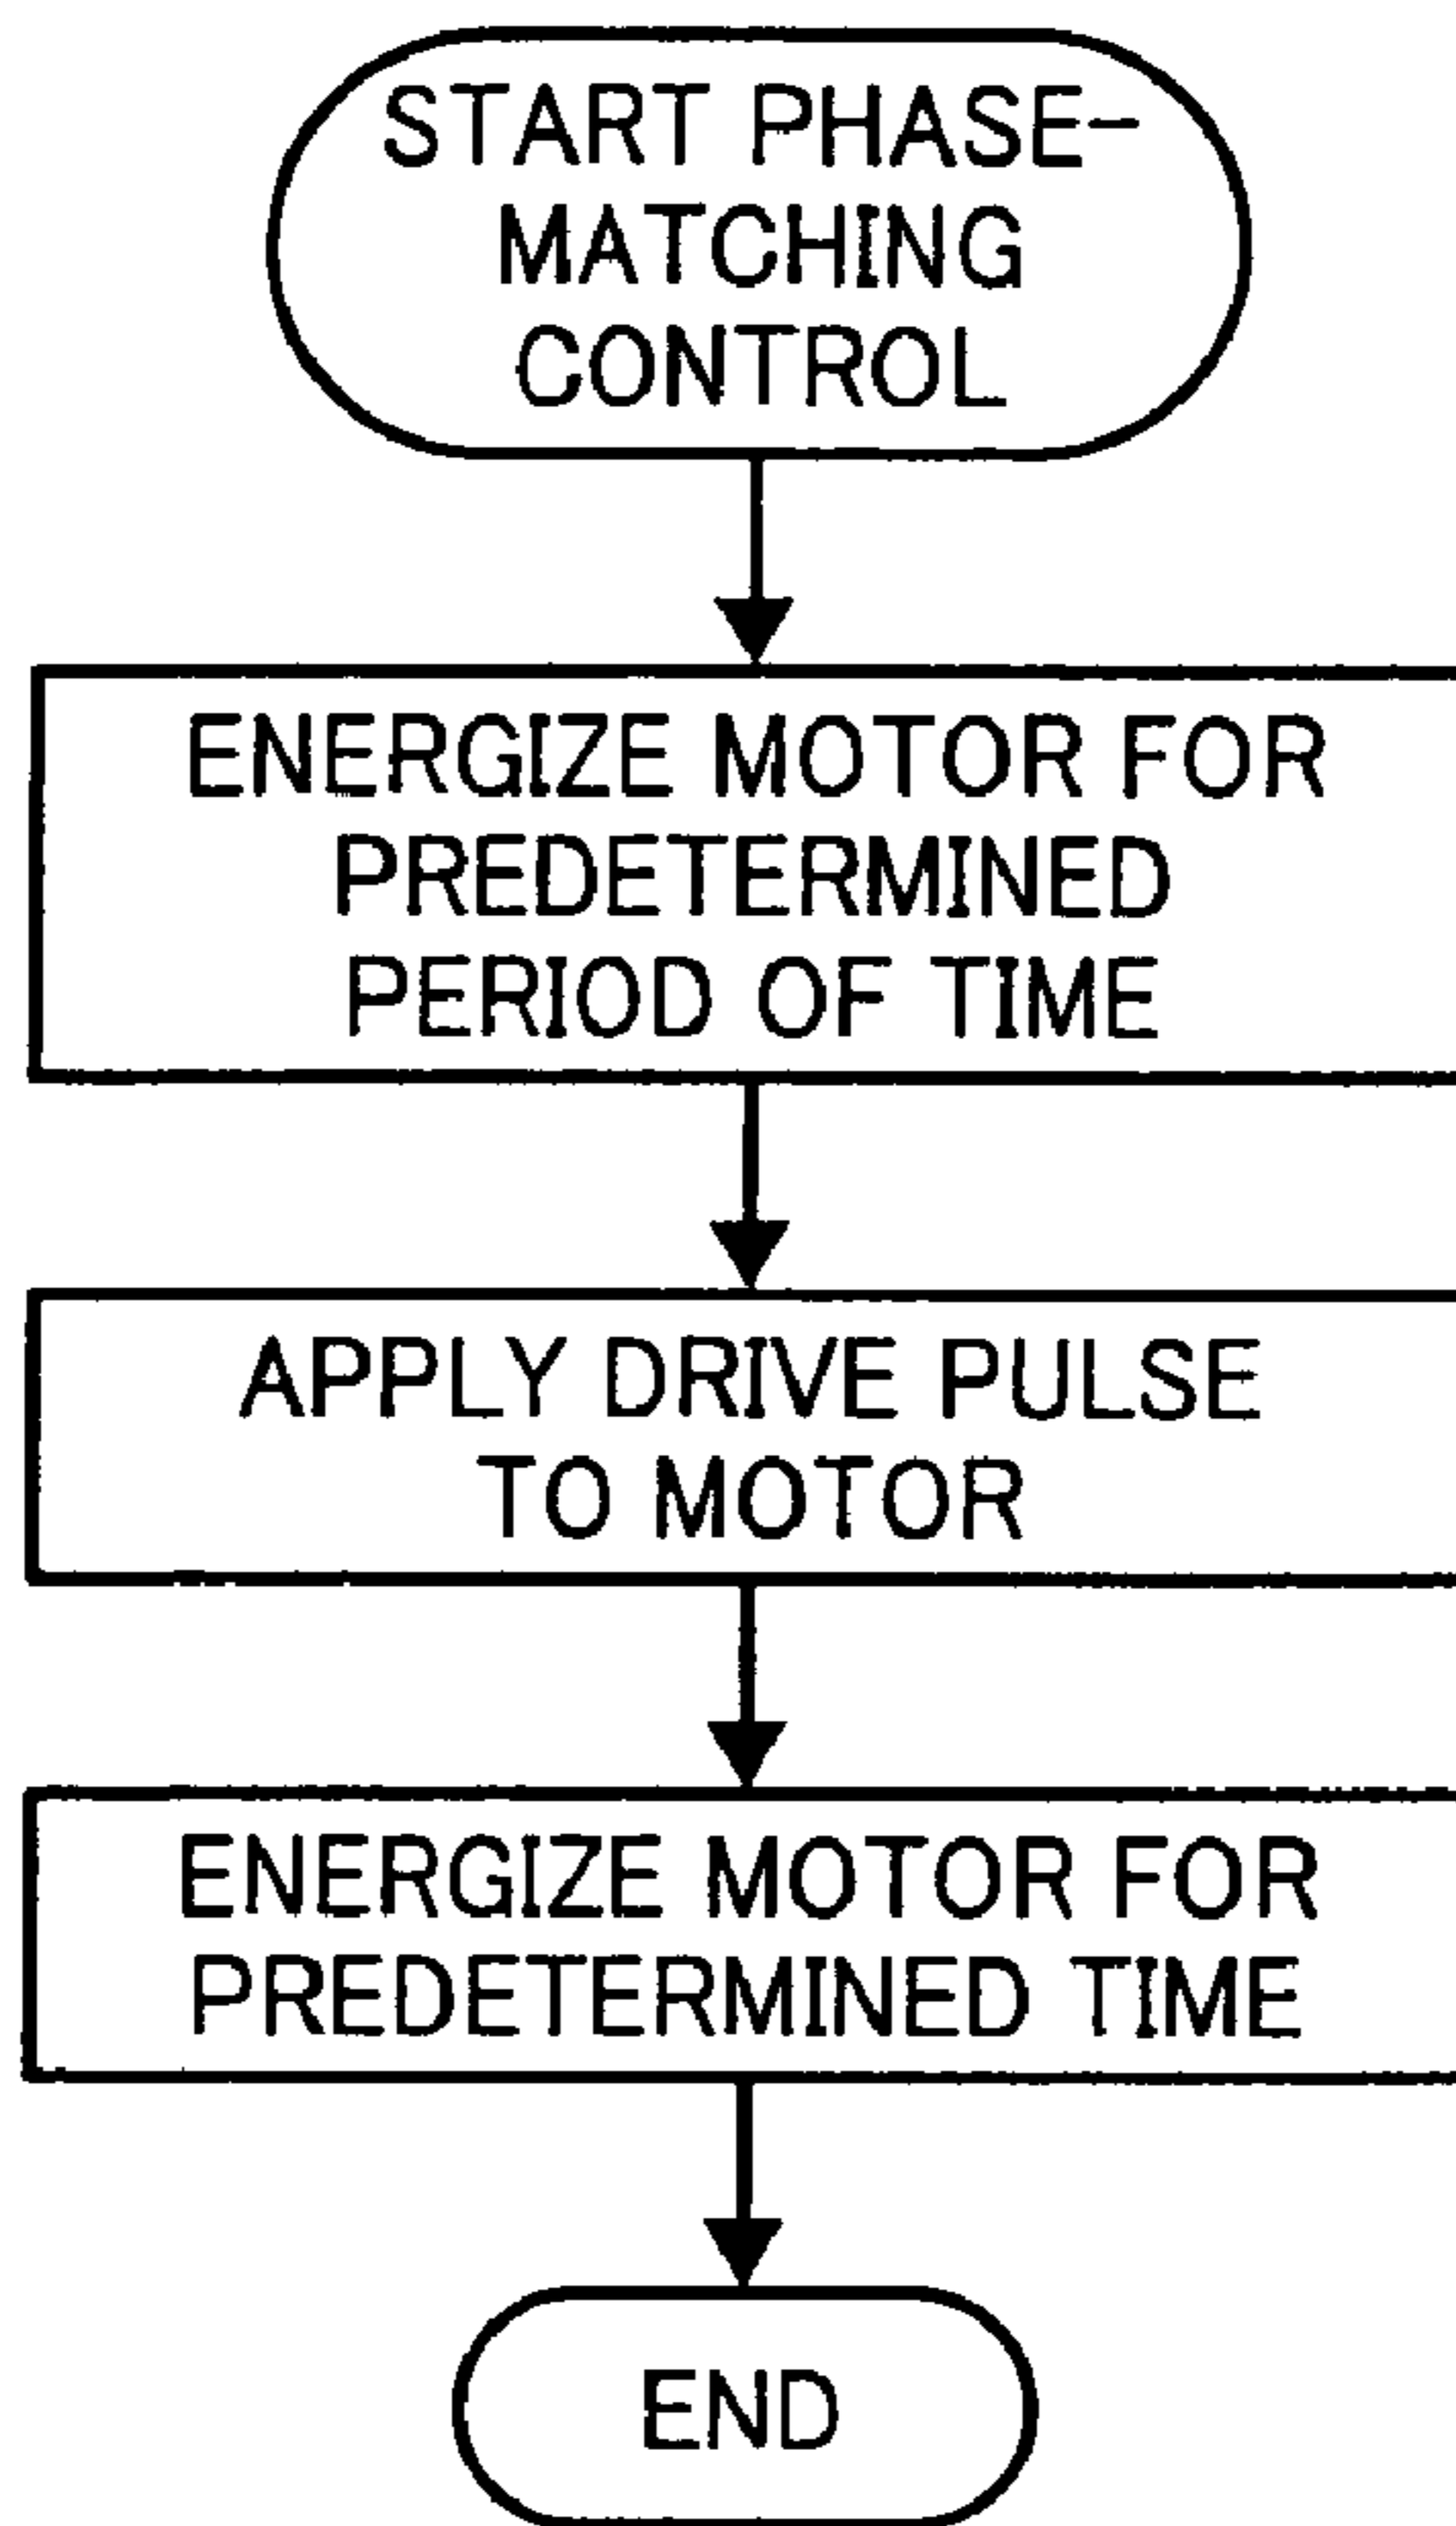 START PHASE-
MATCHING
CONTROL
ENERGIZE MOTOR FOR
PREDETERMINED
PERIOD OF TIME
APPLY DRIVE PULSE
TO MOTOR
ENERGIZE MOTOR FOR
PREDETERMINED TIME
END